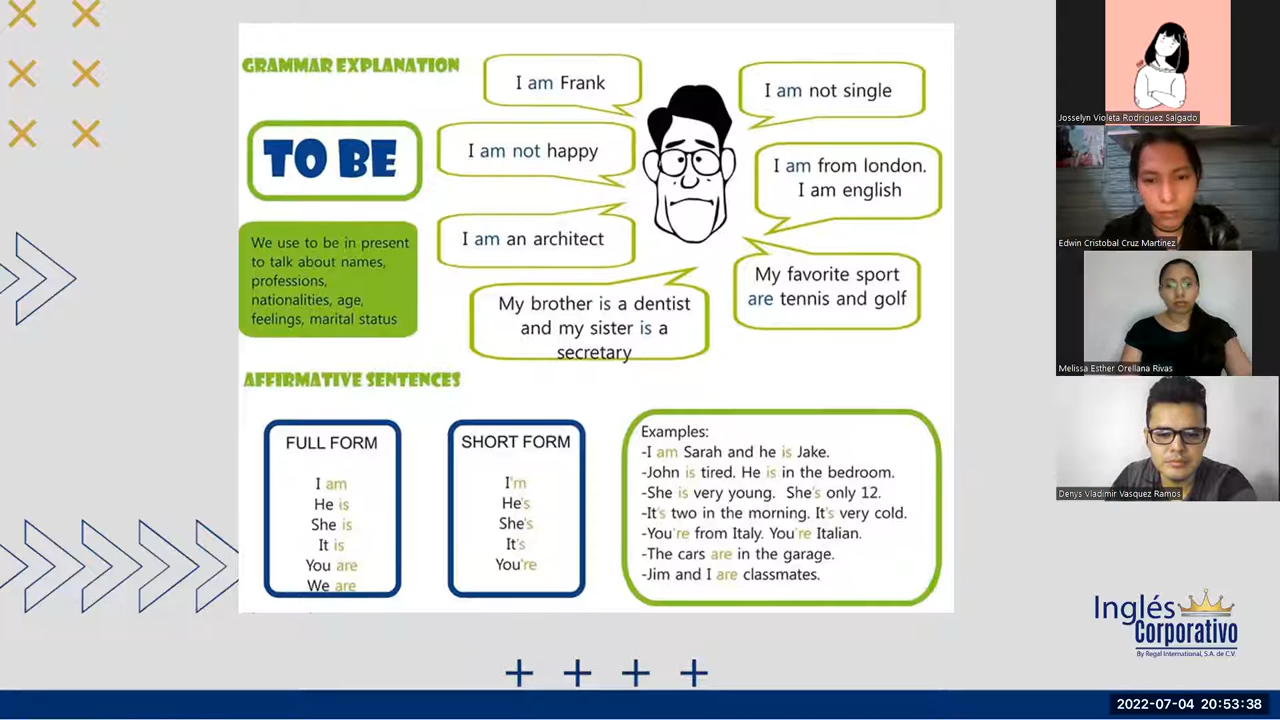 GRAMMAR EXPLANATION
TO BE
We use to be in present
to talk about names,
professions,
nationalities, age,
feelings, marital status
I am Frank
I am not happy
I am an architect
My brother is a dentist
and my sister is a
secretary
I am not single
I am from london.
I am english
My favorite sport
are tennis and golf
AFFIRMATIVE SENTENCES
FULL FORM
I am
He is
She is
It is
You are
We are
SHORT FORM
I'm
He's
She's
It's
You're
Examples:
-I am Sarah and he is Jake.
-John is tired. He is in the bedroom.
-She is very young. She's only 12.
-It's two in the morning. It's very cold.
-You're from Italy. You're Italian.
-The cars are in the garage.
-Jim and I are classmates.
Josselyn Violeta Rodriguez Salgado
Edwin Cristobal Cruz Martinez
Melissa Esther Orellana Rivas
Denys Vladimir Vasquez Ramos
Inglés
Corporativo
By Regal International, S.A. de C.V.
2022-07-04 20:53:38